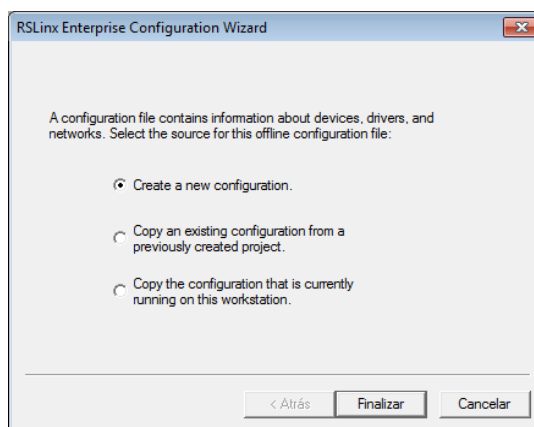 RSLinx Enterprise Configuration Wizard
A configuration file contains information about devices, drivers, and
networks. Select the source for this offline configuration file:
Create a new configuration.
Copy an existing configuration from a
previously created project.
Copy the configuration that is currently
running on this workstation.
< Atrás
Finalizar
Cancelar